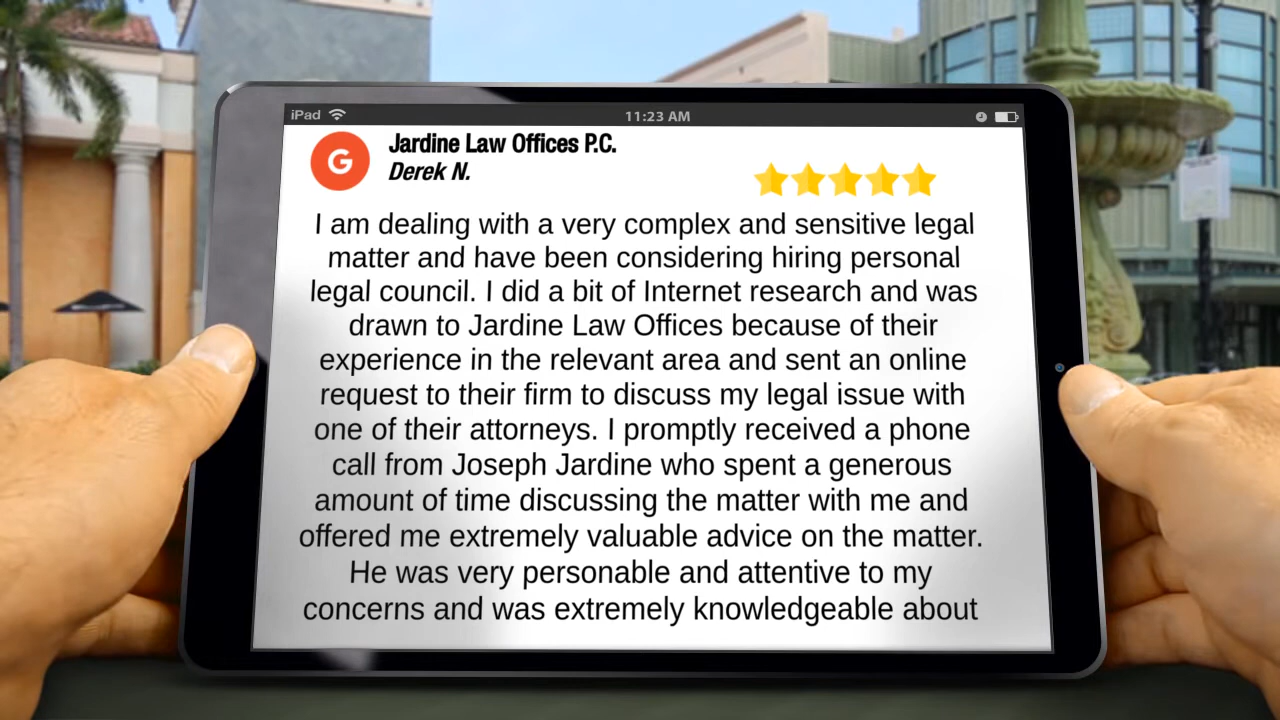 iPad 11:23 AM
G
Jardine Law Offices P.C.
Derek N.
I am dealing with a very complex and sensitive legal
matter and have been considering hiring personal
legal council. I did a bit of Internet research and was
drawn to Jardine Law Offices because of their
experience in the relevant area and sent an online
request to their firm to discuss my legal issue with
one of their attorneys. I promptly received a phone
call from Joseph Jardine who spent a generous
amount of time discussing the matter with me and
offered me extremely valuable advice on the matter.
He was very personable and attentive to my
concerns and was extremely knowledgeable about